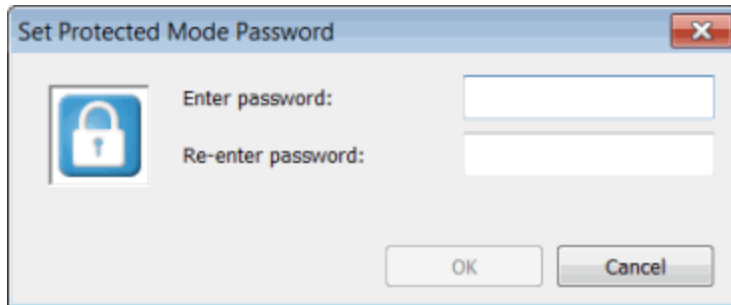 Set Protected Mode Password
Enter password:
Re-enter password:
OK Cancel